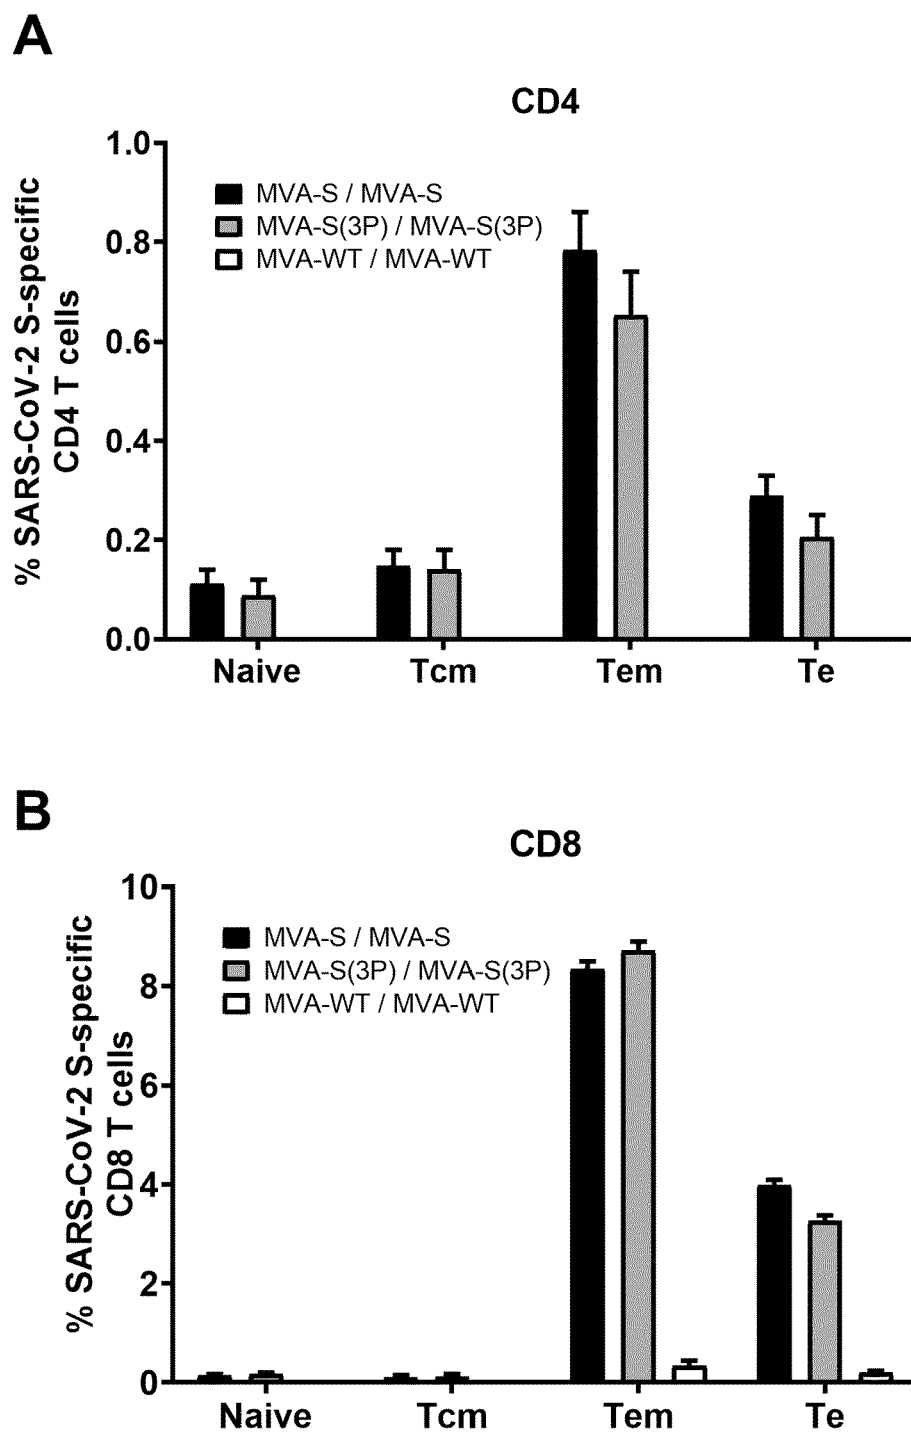 A
CD4
% SARS-CoV-2 S-specific
CD4 T cells
1.0
0.8
0.6
0.4
0.2
0.0
MVA-S / MVA-S
MVA-S(3P) / MVA-S(3P)
MVA-WT / MVA-WT
Naive Tcm Tem Te
B
CD8
% SARS-CoV-2 S-specific
CD8 T cells
10
8
6
4
2
0
MVA-S / MVA-S
MVA-S(3P) / MVA-S(3P)
MVA-WT / MVA-WT
Naive Tcm Tem Te